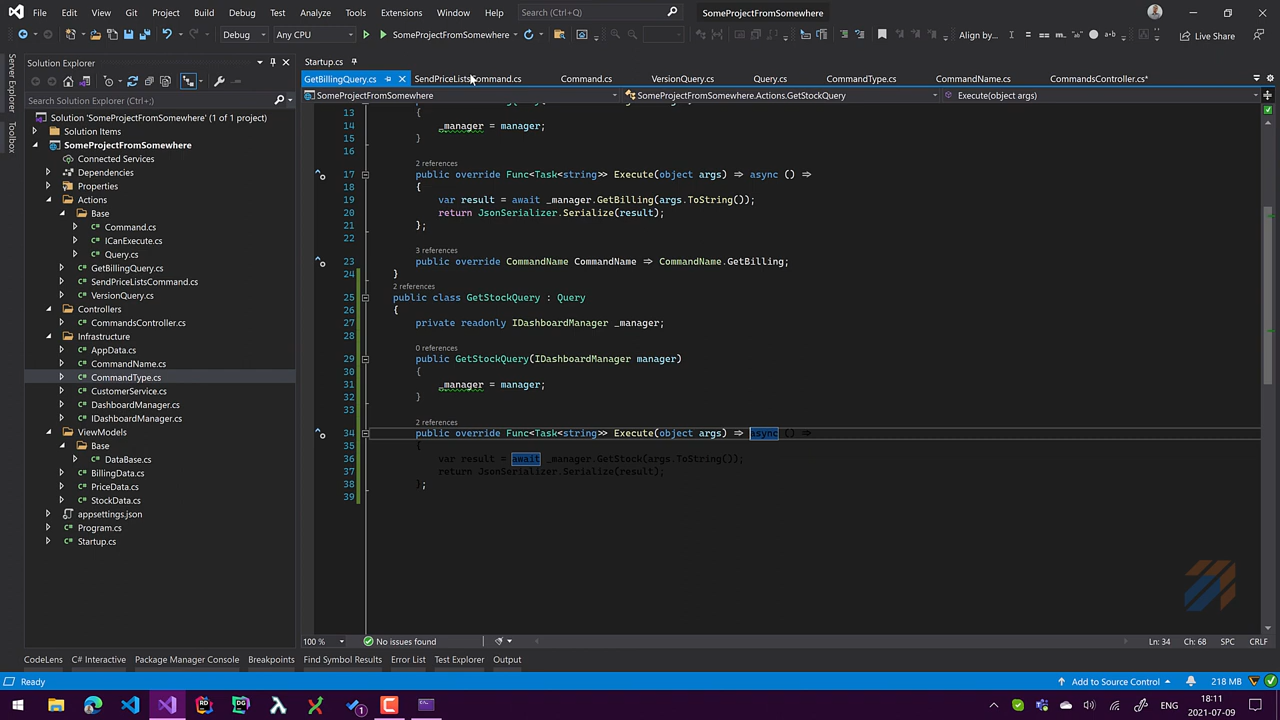 File Edit View Git Project Build Debug Test Analyze Tools Extensions Window Help Search (Ctrl+Q) SomeProjectFromSomewhere
Debug Any CPU SomeProjectFromSomewhere Align by... Live Share
Server Explorer
Toolbox
Solution Explorer
Search Solution Explorer (Ctrl+;)
Solution 'SomeProjectFromSomewhere' (1 of 1 project)
Solution Items
SomeProjectFromSomewhere
Connected Services
Dependencies
Properties
Actions
Base
Command.cs
ICanExecute.cs
Query.cs
GetBillingQuery.cs
SendPriceListsCommand.cs
VersionQuery.cs
Controllers
CommandsController.cs
Infrastructure
AppData.cs
CommandName.cs
CommandType.cs
CustomerService.cs
DashboardManager.cs
IDashboardManager.cs
ViewModels
Base
DataBase.cs
BillingData.cs
PriceData.cs
StockData.cs
appsettings.json
Program.cs
Startup.cs
Startup.cs
GetBillingQuery.cs SendPriceListsCommand.cs Command.cs VersionQuery.cs Query.cs CommandType.cs CommandName.cs CommandsController.cs*
SomeProjectFromSomewhere SomeProjectFromSomewhere.Actions.GetStockQuery Execute(object args)
13 {
14 _manager = manager;
15 }
16
2 references
17 public override Func<Task<string>> Execute(object args) => async () =>
18 {
19 var result = await _manager.GetBilling(args.ToString());
20 return JsonSerializer.Serialize(result);
21 };
22
3 references
23 public override CommandName CommandName => CommandName.GetBilling;
24 }
2 references
25 public class GetStockQuery : Query
26 {
27 private readonly IDashboardManager _manager;
28
0 references
29 public GetStockQuery(IDashboardManager manager)
30 {
31 _manager = manager;
32 }
33
2 references
34 public override Func<Task<string>> Execute(object args) => async () =>
35 {
36 var result = await _manager.GetStock(args.ToString());
37 return JsonSerializer.Serialize(result);
38 };
39
100 % No issues found Ln: 34 Ch: 68 SPC CRLF
CodeLens C# Interactive Package Manager Console Breakpoints Find Symbol Results Error List Test Explorer Output
Ready Add to Source Control 218 MB
ENG 18:11
2021-07-09